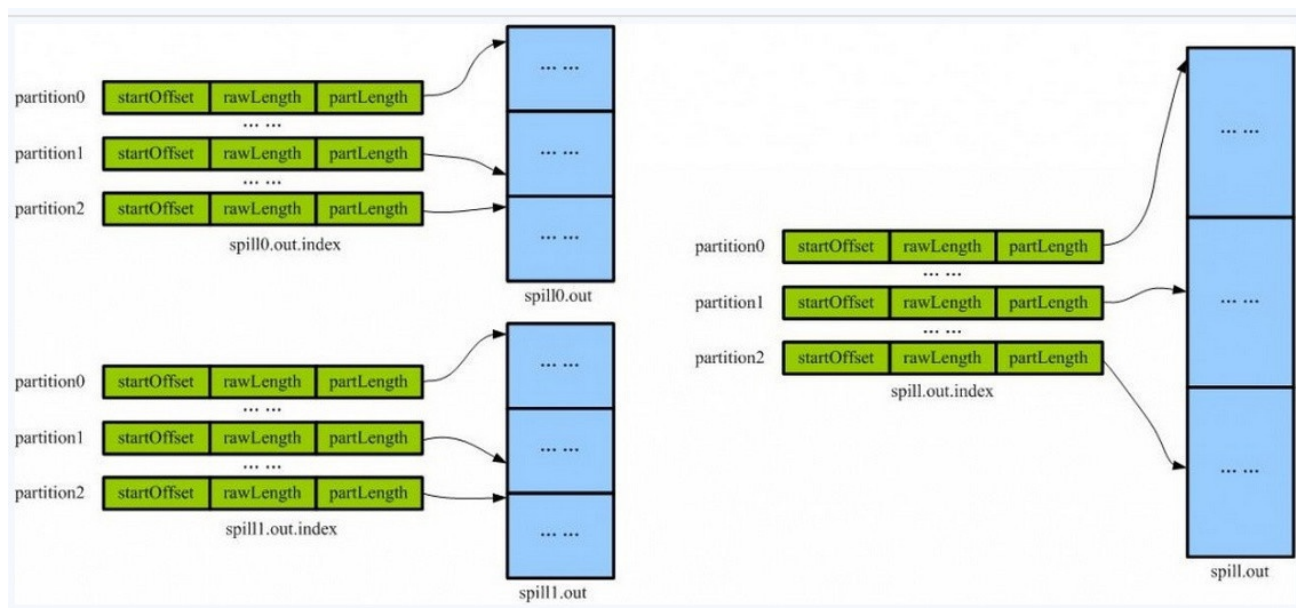 ... ...
partition0 startOffset rawLength partLength
... ...
partition1 startOffset rawLength partLength
... ...
... ...
partition2 startOffset rawLength partLength
... ...
spill0.out.index
spill0.out
... ...
partition0 startOffset rawLength partLength
... ...
partition1 startOffset rawLength partLength
... ...
... ...
partition2 startOffset rawLength partLength
... ...
spill1.out.index
spill1.out
... ...
partition0 startOffset rawLength partLength
... ...
partition1 startOffset rawLength partLength
... ...
... ...
partition2 startOffset rawLength partLength
spill.out.index
... ...
spill.out